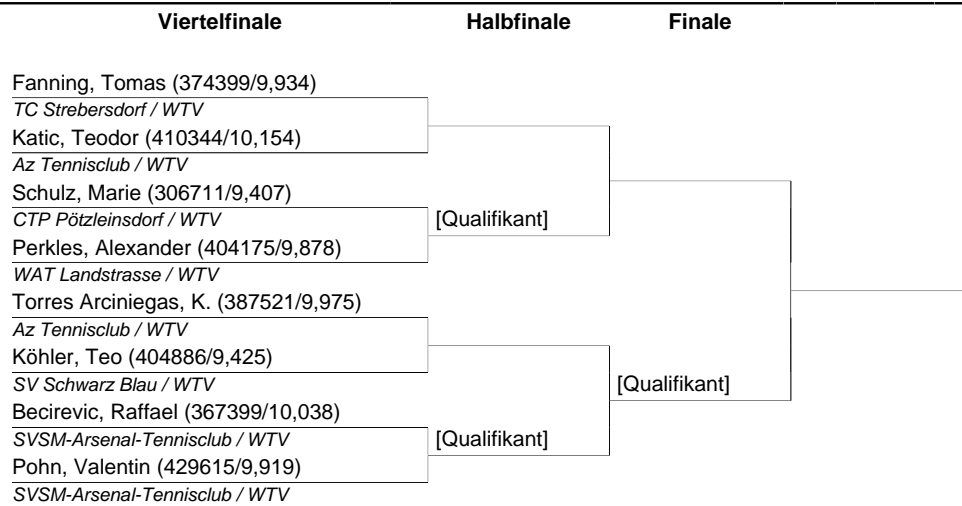 Viertelfinale Halbfinale Finale
Fanning, Tomas (374399/9,934)
TC Strebersdorf / WTV
Katic, Teodor (410344/10,154)
Az Tennisclub / WTV
Schulz, Marie (306711/9,407)
CTP Pötzleinsdorf / WTV [Qualifikant]
Perkles, Alexander (404175/9,878)
WAT Landstrasse / WTV
Torres Arciniegas, K. (387521/9,975)
Az Tennisclub / WTV
Köhler, Teo (404886/9,425)
SV Schwarz Blau / WTV [Qualifikant]
Becirevic, Raffael (367399/10,038)
SVSM-Arsenal-Tennisclub / WTV [Qualifikant]
Pohn, Valentin (429615/9,919)
SVSM-Arsenal-Tennisclub / WTV